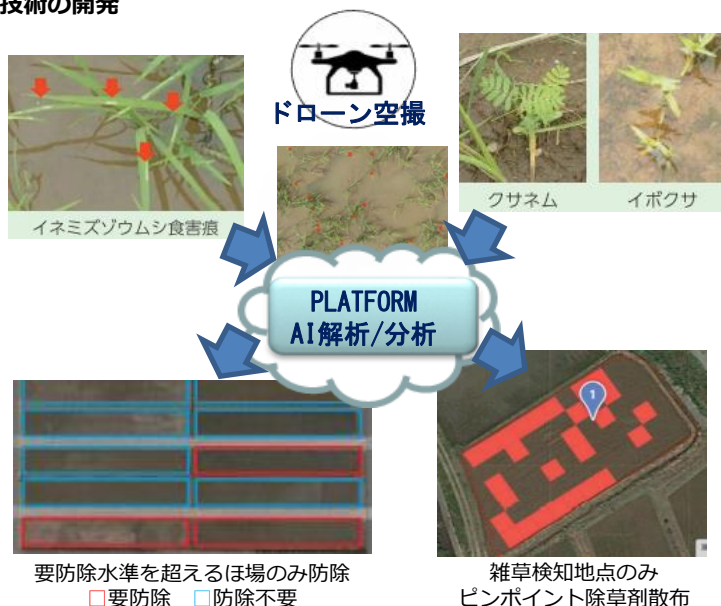 技術の開発
ドローン空撮
イネミズゾウムシ食害痕
クサネム
イボクサ
PLATFORM
AI解析/分析
1
要防除水準を超えるほ場のみ防除
□要防除 □防除不要
雑草検知地点のみ
ピンポイント除草剤散布